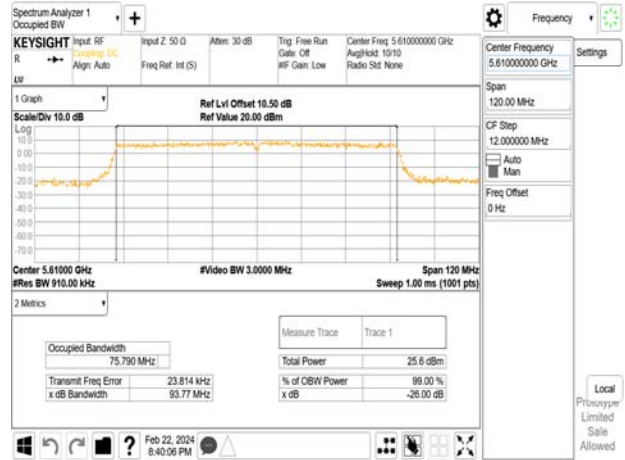 Spectrum Analyzer 1
Occupied BW
Frequency
KEYSIGHT
R
Input: RF
Coupling: DC
Align: Auto
Input Z: 50 Ω
Freq Ref: Int (S)
Atten: 30 dB
Trig: Free Run
Gate: Off
#IF Gain: Low
Center Freq: 5.610000000 GHz
Avg|Hold: 10/10
Radio Std: None
Center Frequency
5.610000000 GHz
Settings
Span
120.00 MHz
CF Step
12.000000 MHz
Auto
Man
Freq Offset
0 Hz
1 Graph
Scale/Div 10.0 dB
Ref Lvl Offset 10.50 dB
Ref Value 20.00 dBm
Log
10.0
0.00
-10.0
-20.0
-30.0
-40.0
-50.0
-60.0
-70.0
Center 5.61000 GHz
#Res BW 910.00 kHz
#Video BW 3.0000 MHz
Span 120 MHz
Sweep 1.00 ms (1001 pts)
2 Metrics
Measure Trace
Trace 1
Occupied Bandwidth
75.790 MHz
Total Power
25.6 dBm
Transmit Freq Error
23.814 kHz
% of OBW Power
99.00 %
x dB Bandwidth
93.77 MHz
x dB
-26.00 dB
Local
Prototype
Limited
Sale
Allowed
?
Feb 22, 2024
8:40:06 PM